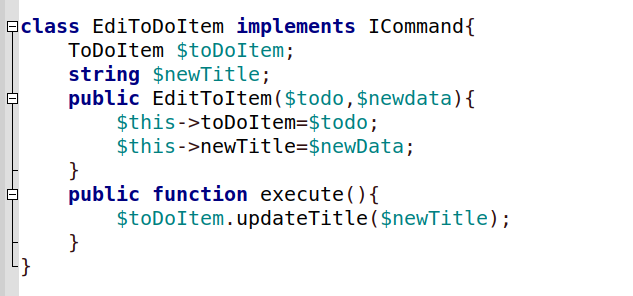 class EdiToDoItem implements ICommand{
    ToDoItem $toDoItem;
    string $newTitle;
    public EditToItem($todo,$newdata){
        $this->toDoItem=$todo;
        $this->newTitle=$newData;
    }
    public function execute(){
        $toDoItem.updateTitle($newTitle);
    }
}